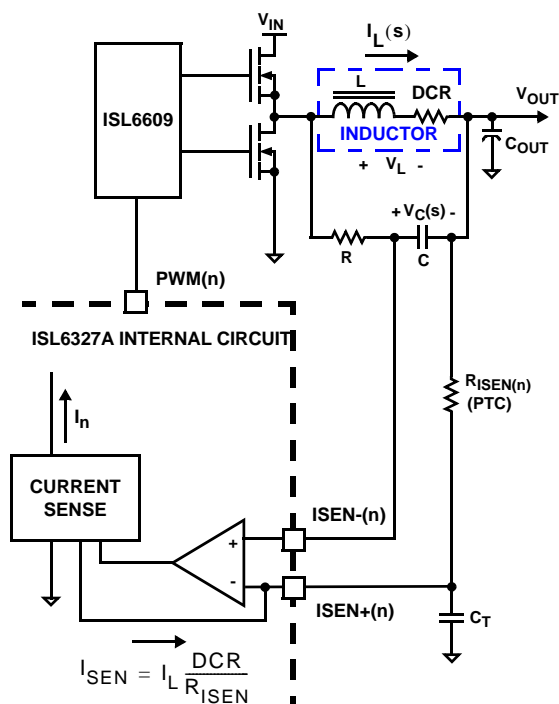 V_IN
I_L(s)
ISL6609
L
DCR
V_OUT
INDUCTOR
C_OUT
+ V_L -
+ V_C(s) -
R
C
PWM(n)
ISL6327A INTERNAL CIRCUIT
R_ISEN(n)
(PTC)
I_n
CURRENT
SENSE
ISEN-(n)
+
-
ISEN+(n)
C_T
I_SEN = I_L DCR/R_ISEN